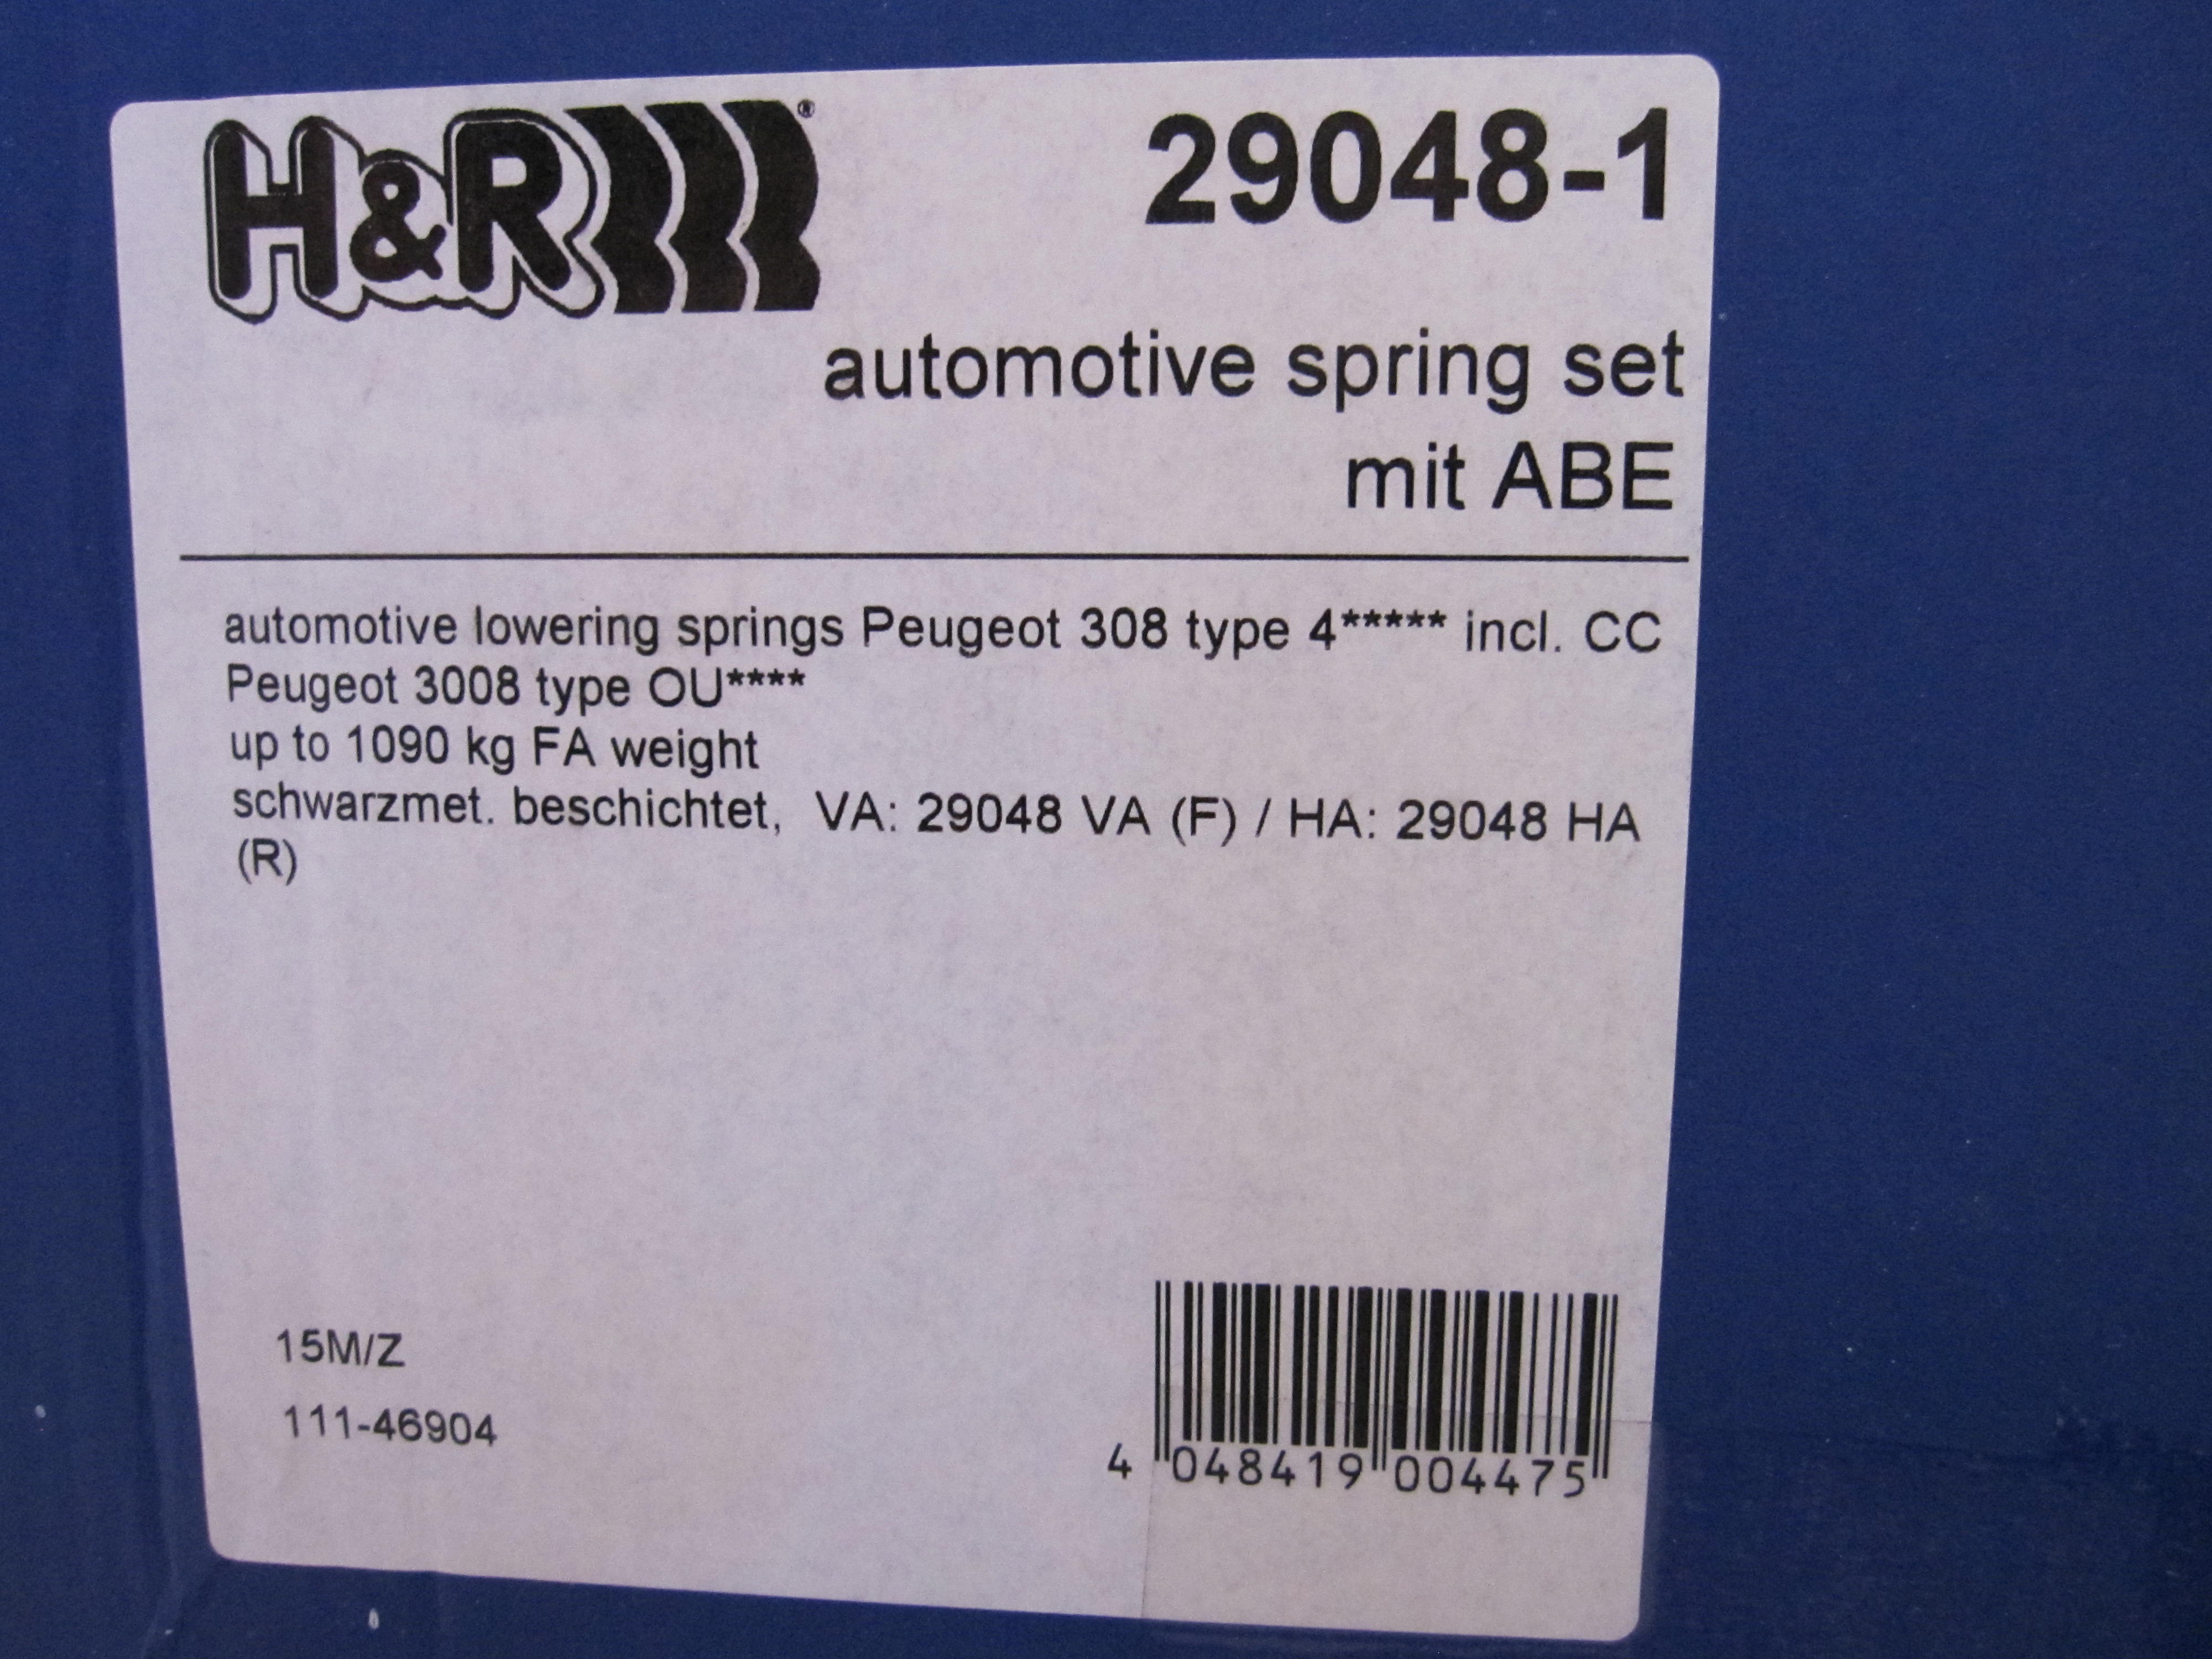 H&R®
29048-1
automotive spring set
mit ABE
automotive lowering springs Peugeot 308 type 4***** incl. CC
Peugeot 3008 type OU****
up to 1090 kg FA weight
schwarzmet. beschichtet, VA: 29048 VA (F) / HA: 29048 HA
(R)
15M/Z
111-46904
4 048419 004475